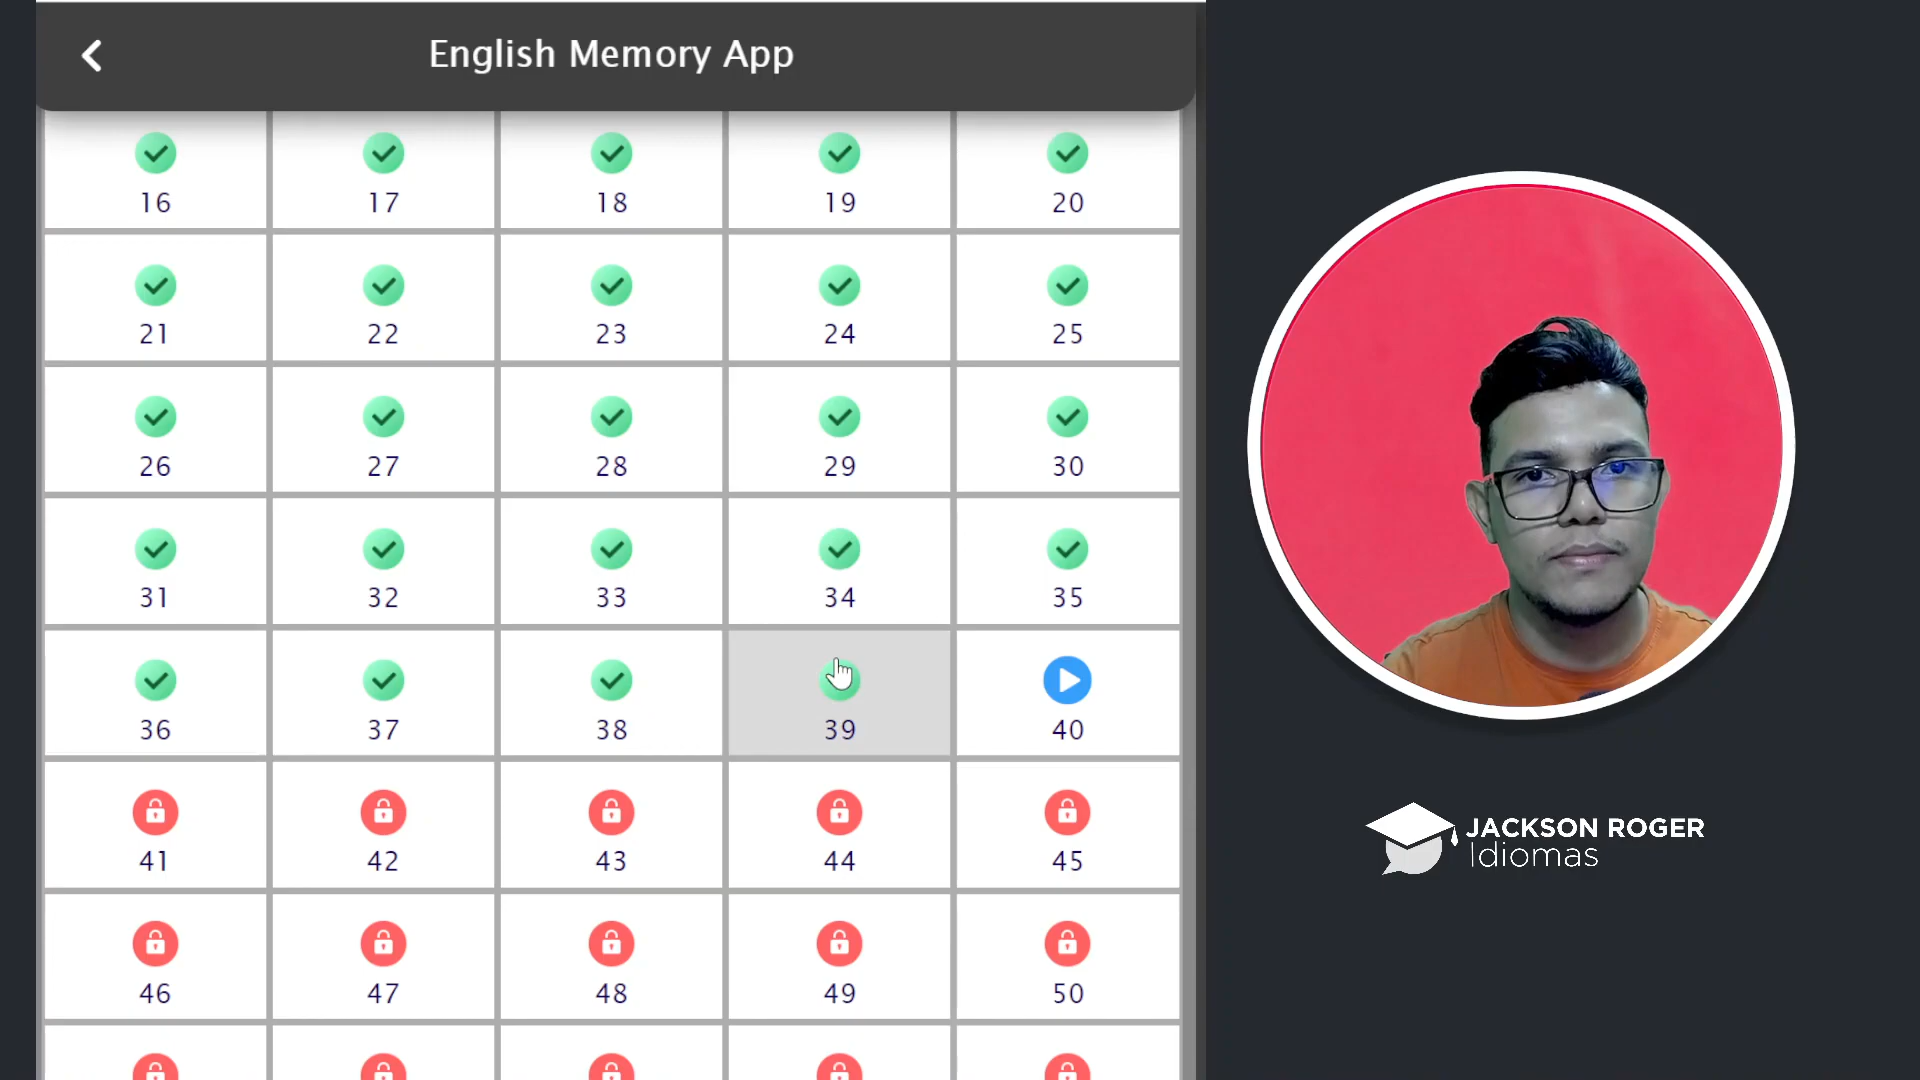 English Memory App
16 17 18 19 20
21 22 23 24 25
26 27 28 29 30
31 32 33 34 35
36 37 38 39 40
41 42 43 44 45
46 47 48 49 50
JACKSON ROGER
Idiomas